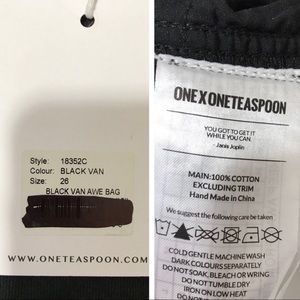 Style: 18352C
Colour: BLACK VAN
Size: 26
BLACK VAN AWE BAG
WWW.ONETEASPOON.COM
ONEXONETEASPOON
YOU GOT TO GET IT
WHILE YOU CAN.
- Janis Joplin
MAIN:100% COTTON
EXCLUDING TRIM
Hand Made in China
We suggest the following can be taken
COLD GENTLE MACHINE WASH
DARK COLOURS SEPARATELY
DO NOT SOAK, BLEACH OR WRING
DO NOT TUMBLE DRY
IRON ON LOW HEAT